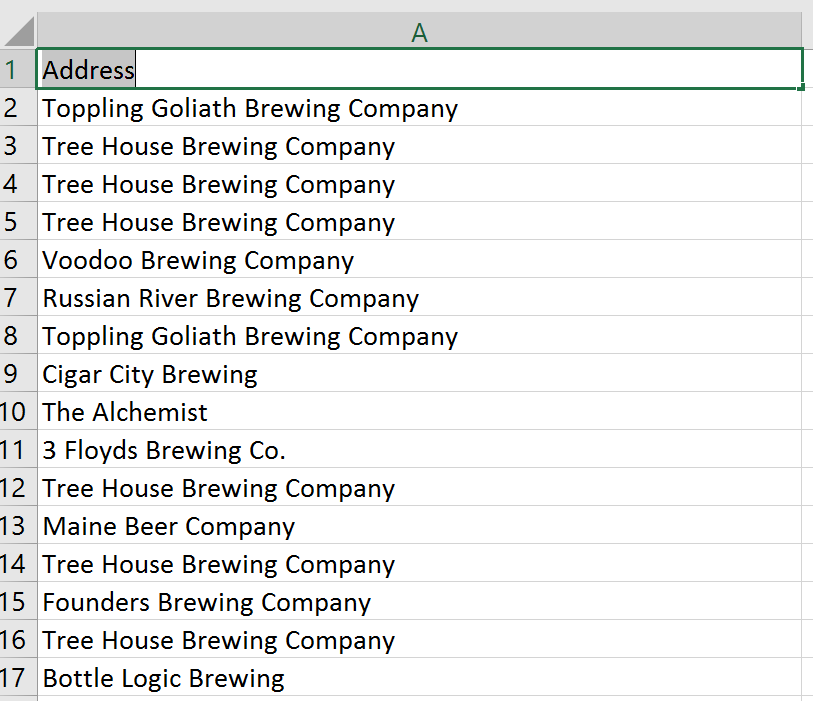 A
1 Address
2 Toppling Goliath Brewing Company
3 Tree House Brewing Company
4 Tree House Brewing Company
5 Tree House Brewing Company
6 Voodoo Brewing Company
7 Russian River Brewing Company
8 Toppling Goliath Brewing Company
9 Cigar City Brewing
10 The Alchemist
11 3 Floyds Brewing Co.
12 Tree House Brewing Company
13 Maine Beer Company
14 Tree House Brewing Company
15 Founders Brewing Company
16 Tree House Brewing Company
17 Bottle Logic Brewing